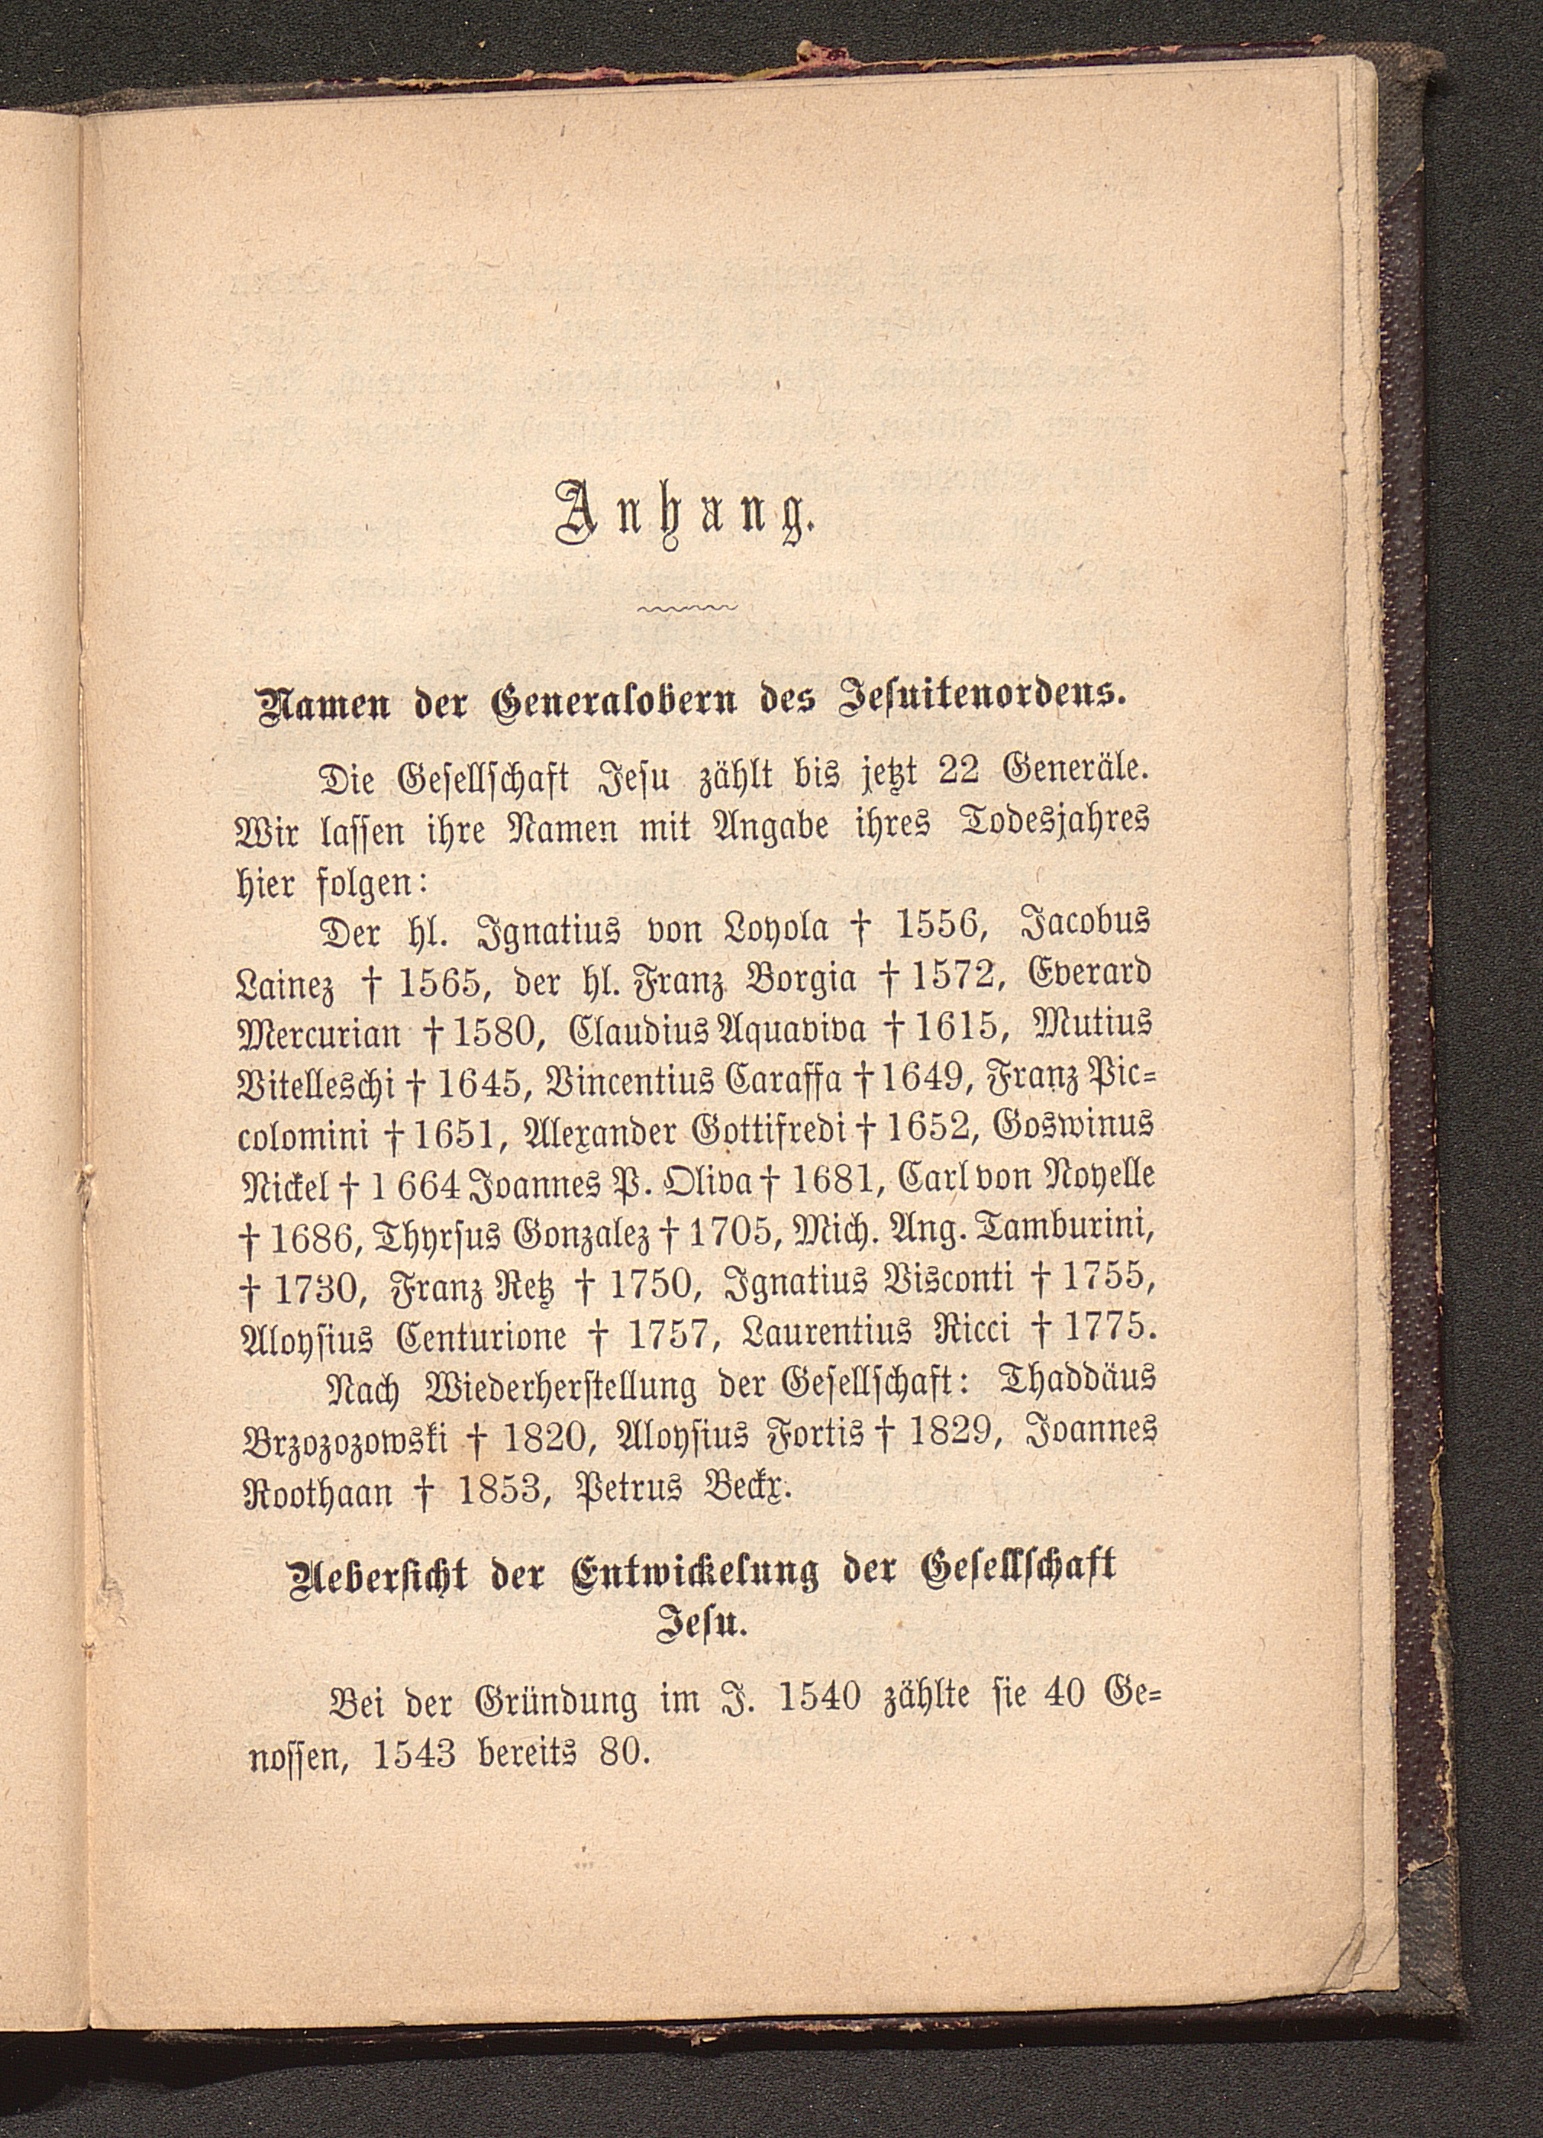 Anhang.
Namen der Generalobern des Jesuitenordens.
Die Gesellschaft Jesu zählt bis jetzt 22 Generäle.
Wir lassen ihre Namen mit Angabe ihres Todesjahres
hier folgen:
Der hl. Ignatius von Loyola † 1556, Jacobus
Lainez † 1565, der hl. Franz Borgia † 1572, Everard
Mercurian † 1580, Claudius Aquaviva † 1615, Mutius
Vitelleschi † 1645, Vincentius Caraffa † 1649, Franz Pic-
colomini † 1651, Alexander Gottifredi † 1652, Goswinus
Nickel † 1664 Joannes P. Oliva † 1681, Carl von Noyelle
† 1686, Thyrsus Gonzalez † 1705, Mich. Ang. Tamburini,
† 1730, Franz Retz † 1750, Ignatius Visconti † 1755,
Aloysius Centurione † 1757, Laurentius Ricci † 1775.
Nach Wiederherstellung der Gesellschaft: Thaddäus
Brzozozowski † 1820, Aloysius Fortis † 1829, Joannes
Roothaan † 1853, Petrus Beckx.
Uebersicht der Entwickelung der Gesellschaft
Jesu.
Bei der Gründung im J. 1540 zählte sie 40 Ge-
nossen, 1543 bereits 80.